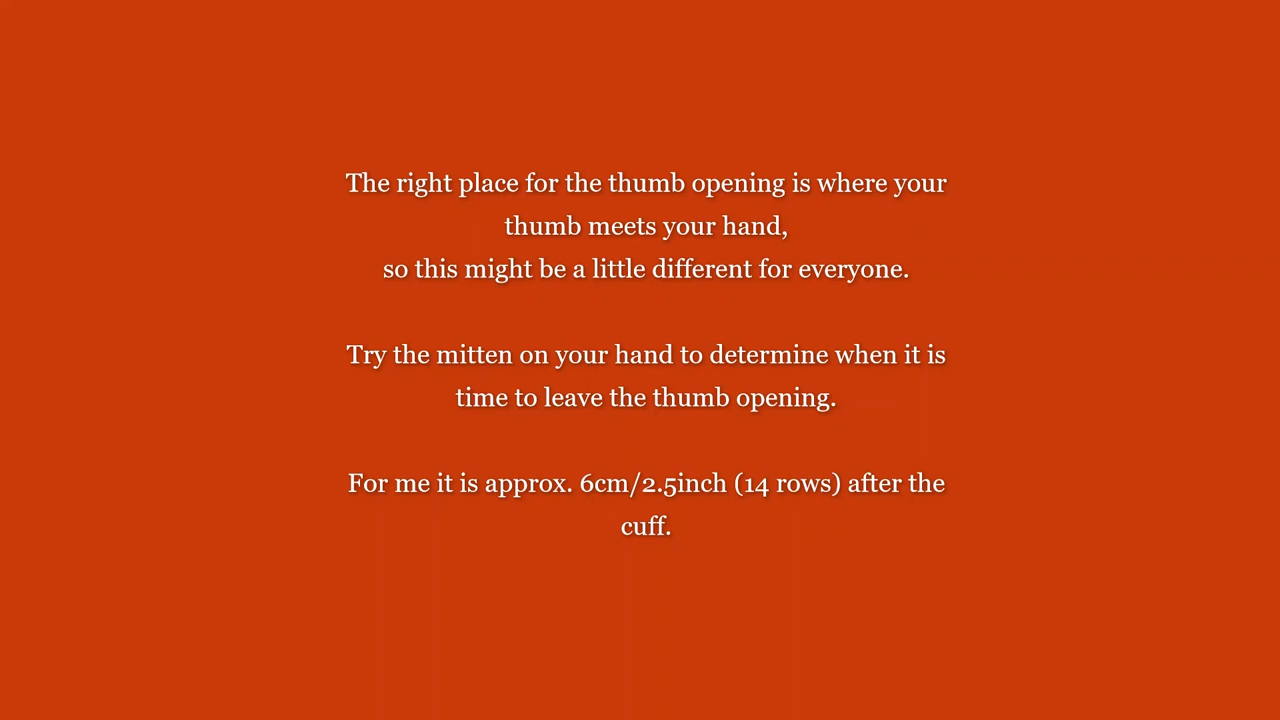 The right place for the thumb opening is where your
thumb meets your hand,
so this might be a little different for everyone.
Try the mitten on your hand to determine when it is
time to leave the thumb opening.
For me it is approx. 6cm/2.5inch (14 rows) after the
cuff.